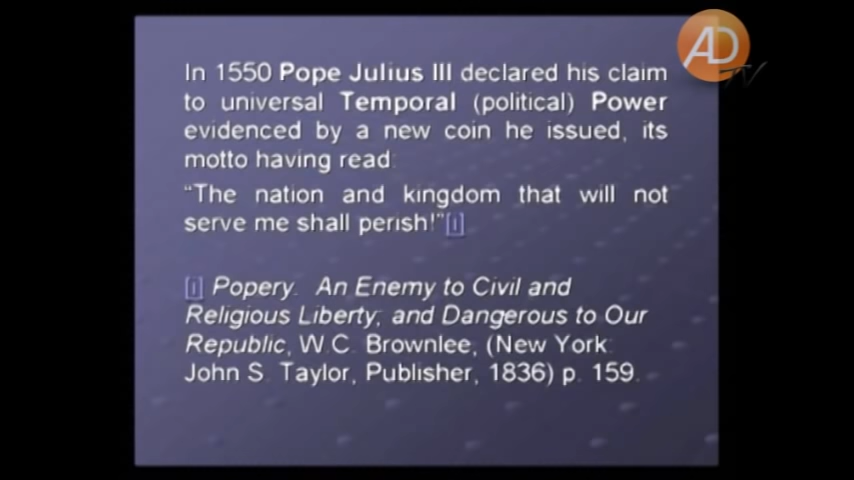 AD
TV
In 1550 Pope Julius III declared his claim
to universal Temporal (political) Power
evidenced by a new coin he issued, its
motto having read:
“The nation and kingdom that will not
serve me shall perish!”[i]
[i] Popery. An Enemy to Civil and
Religious Liberty; and Dangerous to Our
Republic, W.C. Brownlee, (New York:
John S. Taylor, Publisher, 1836) p. 159.